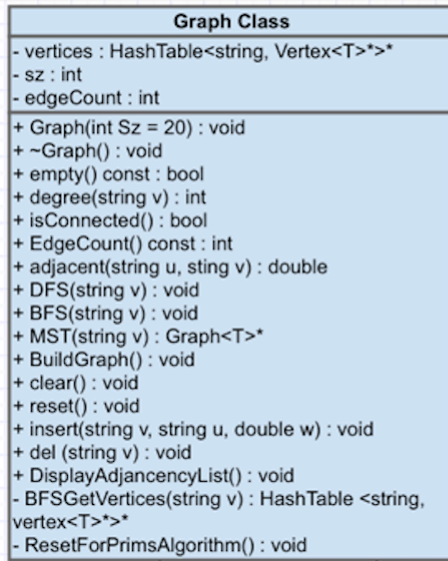 Graph Class
- vertices : HashTable<string, Vertex<T>*>*
- sz : int
- edgeCount : int
+ Graph(int Sz = 20) : void
+ ~Graph() : void
+ empty() const : bool
+ degree(string v) : int
+ isConnected() : bool
+ EdgeCount() const : int
+ adjacent(string u, sting v) : double
+ DFS(string v) : void
+ BFS(string v) : void
+ MST(string v) : Graph<T>*
+ BuildGraph() : void
+ clear() : void
+ reset() : void
+ insert(string v, string u, double w) : void
+ del (string v) : void
+ DisplayAdjancencyList() : void
- BFSGetVertices(string v) : HashTable <string,
vertex<T>*>*
- ResetForPrimsAlgorithm() : void